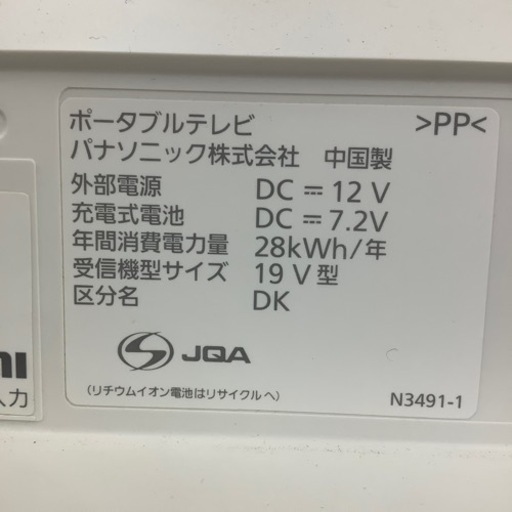 ポータブルテレビ >PP<
パナソニック株式会社 中国製
外部電源 DC⎓12 V
充電式電池 DC⎓7.2V
年間消費電力量 28kWh/年
受信機型サイズ 19 V型
区分名 DK
S JQA
(リチウムイオン電池はリサイクルへ) N3491-1
力